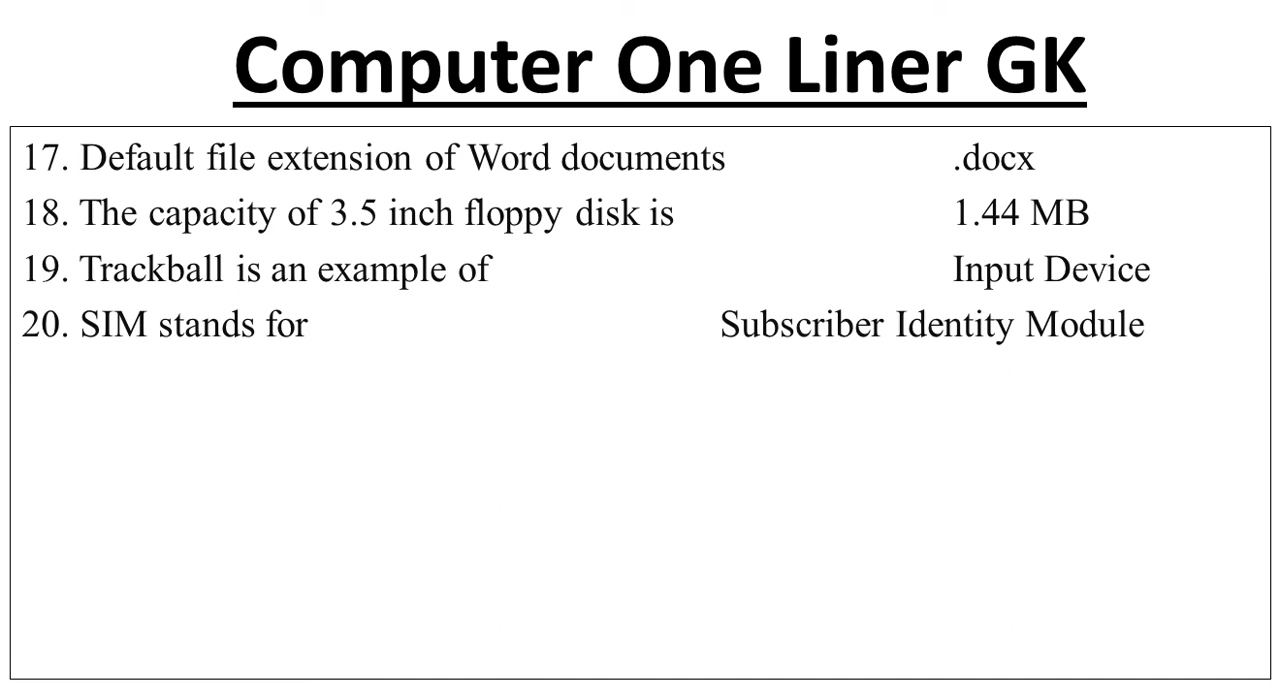 Computer One Liner GK
17. Default file extension of Word documents .docx
18. The capacity of 3.5 inch floppy disk is 1.44 MB
19. Trackball is an example of Input Device
20. SIM stands for Subscriber Identity Module